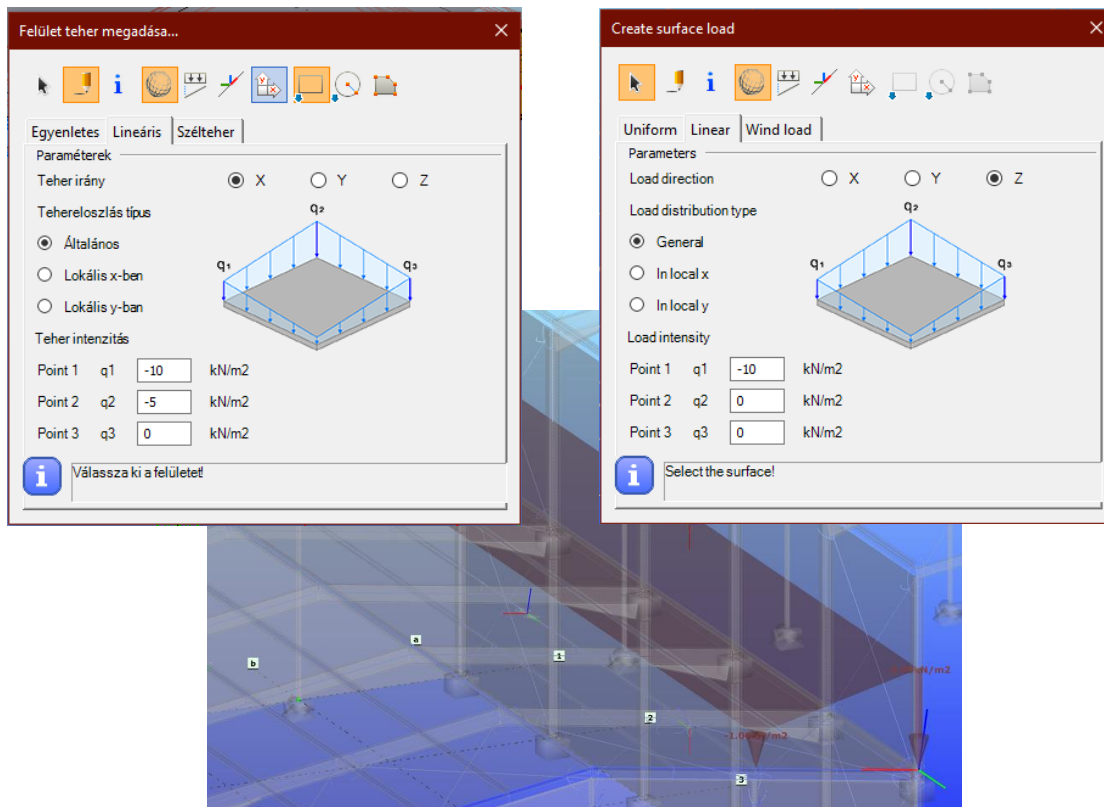 Felület teher megadása...
Egyenletes Lineáris Szélteher
Paraméterek
Teher irány X Y Z
Tehereloszlás típus
Általános
Lokális x-ben
Lokális y-ban
q2
q1 q3
Teher intenzitás
Point 1 q1 -10 kN/m2
Point 2 q2 -5 kN/m2
Point 3 q3 0 kN/m2
Válassza ki a felületet!
Create surface load
Uniform Linear Wind load
Parameters
Load direction X Y Z
Load distribution type
General
In local x
In local y
q2
q1 q3
Load intensity
Point 1 q1 -10 kN/m2
Point 2 q2 0 kN/m2
Point 3 q3 0 kN/m2
Select the surface!
a
-1
b
2
-3